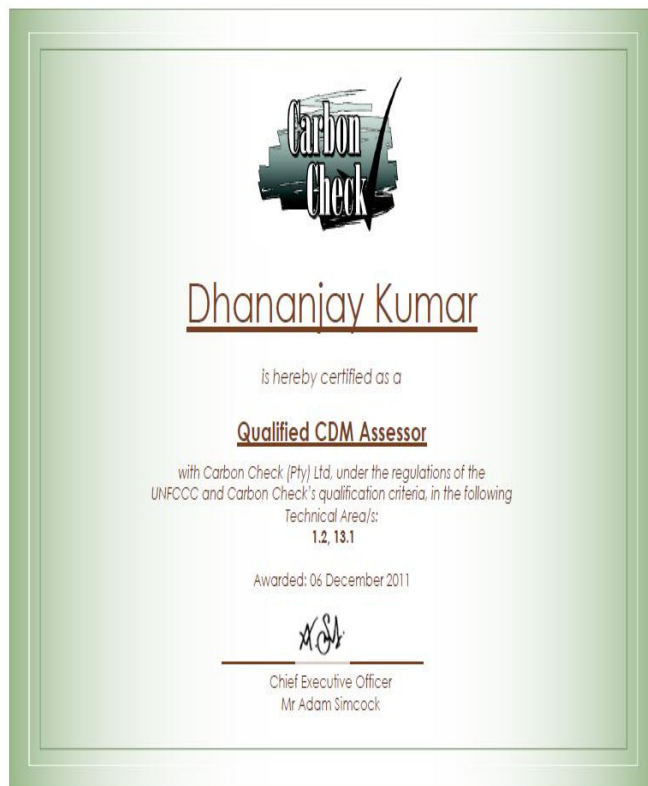 Carbon
Check
Dhananjay Kumar
is hereby certified as a
Qualified CDM Assessor
with Carbon Check (Pty) Ltd, under the regulations of the
UNFCCC and Carbon Check's qualification criteria, in the following
Technical Area/s:
1.2, 13.1
Awarded: 06 December 2011
Chief Executive Officer
Mr Adam Simcock